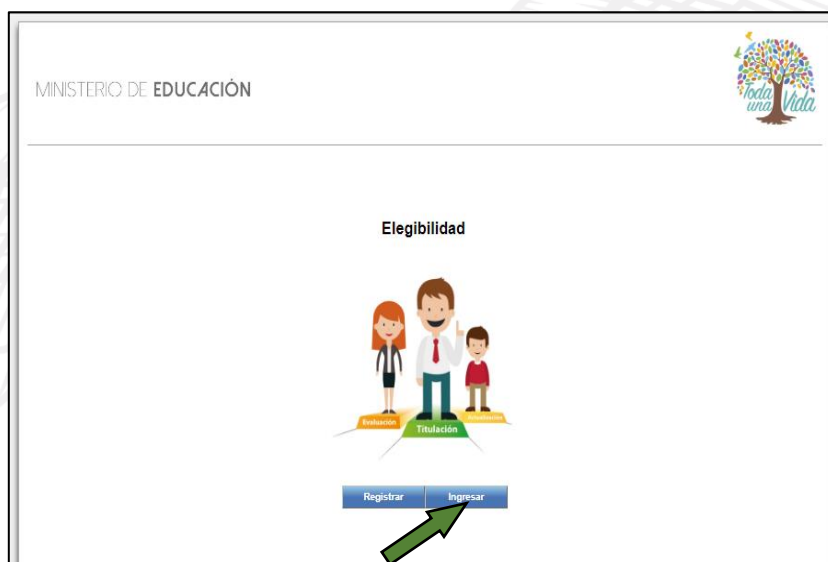 MINISTERIO DE EDUCACIÓN
Toda
una Vida
Elegibilidad
Evaluación
Titulación
Actualización
Registrar Ingresar